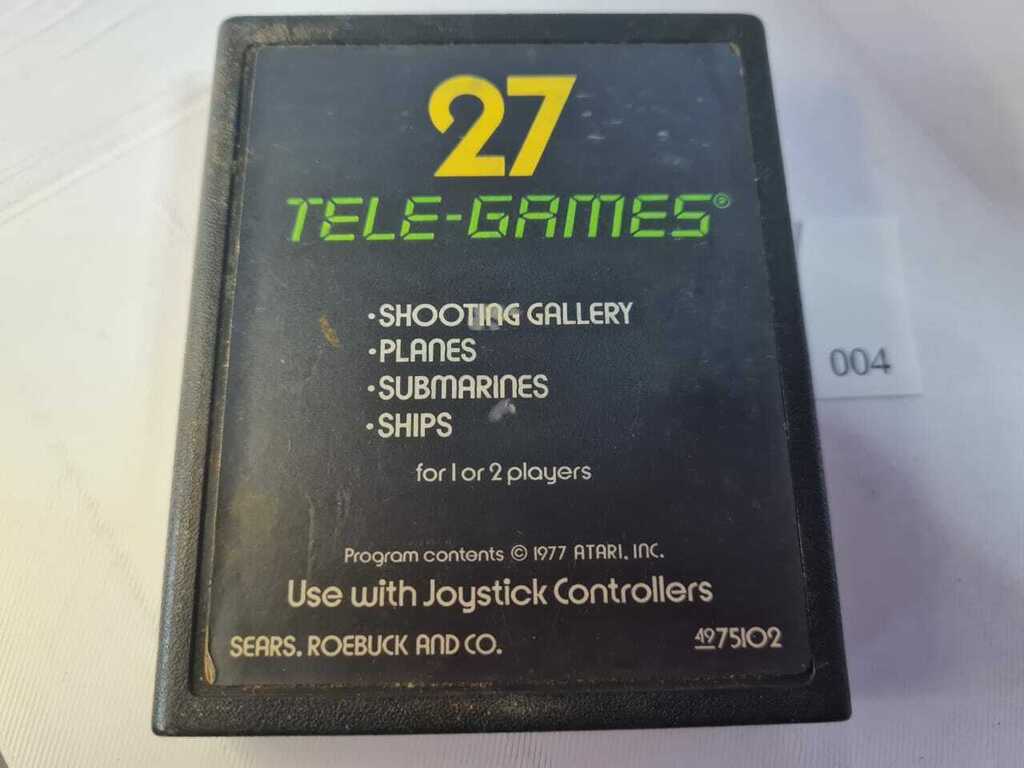 27
TELE-GAMES®
•SHOOTING GALLERY
•PLANES
•SUBMARINES
•SHIPS
for 1 or 2 players
004
Program contents © 1977 ATARI, INC.
Use with Joystick Controllers
SEARS, ROEBUCK AND CO. 4975102